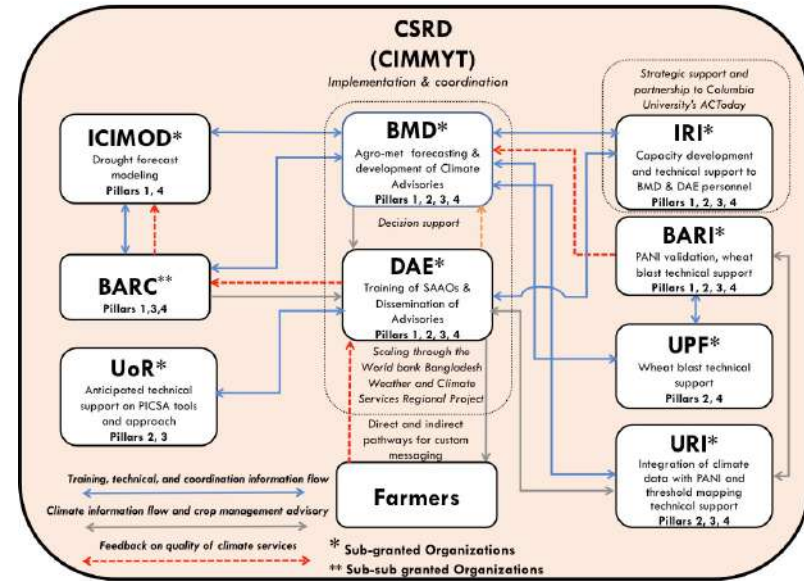 CSRD
(CIMMYT)
Implementation & coordination
Strategic support and
partnership to Columbia
University's ACToday
ICIMOD*
Drought forecast
modeling
Pillars 1, 4
BMD*
Agro-met forecasting &
development of Climate
Advisories
Pillars 1, 2, 3, 4
IRI*
Capacity development
and technical support to
BMD & DAE personnel
Pillars 1, 2, 3, 4
Decision support
BARI*
PANI validation, wheat
blast technical support
Pillars 1, 2, 3, 4
BARC**
Pillars 1,3,4
DAE*
Training of SAAOs &
Dissemination of
Advisories
Pillars 1, 2, 3, 4
UPF*
Wheat blast technical
support
Pillars 2, 4
UoR*
Anticipated technical
support on PICSA tools
and approach
Pillars 2, 3
Scaling through the
World bank Bangladesh
Weather and Climate
Services Regional Project
Direct and indirect
pathways for custom
messaging
URI*
Integration of climate
data with PANI and
threshold mapping
technical support
Pillars 2, 3, 4
Farmers
Training, technical, and coordination information flow
Climate information flow and crop management advisory
Feedback on quality of climate services
* Sub-granted Organizations
** Sub-sub granted Organizations